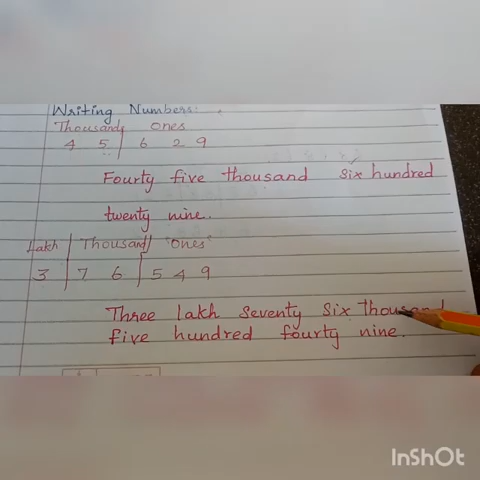 Writing Numbers:
Thousands Ones
4 5 6 2 9
Fourty five thousand six hundred
twenty nine.
Lakh Thousand Ones
3 7 6 5 4 9
Three lakh seventy six thousand
five hundred fourty nine.
InShOt